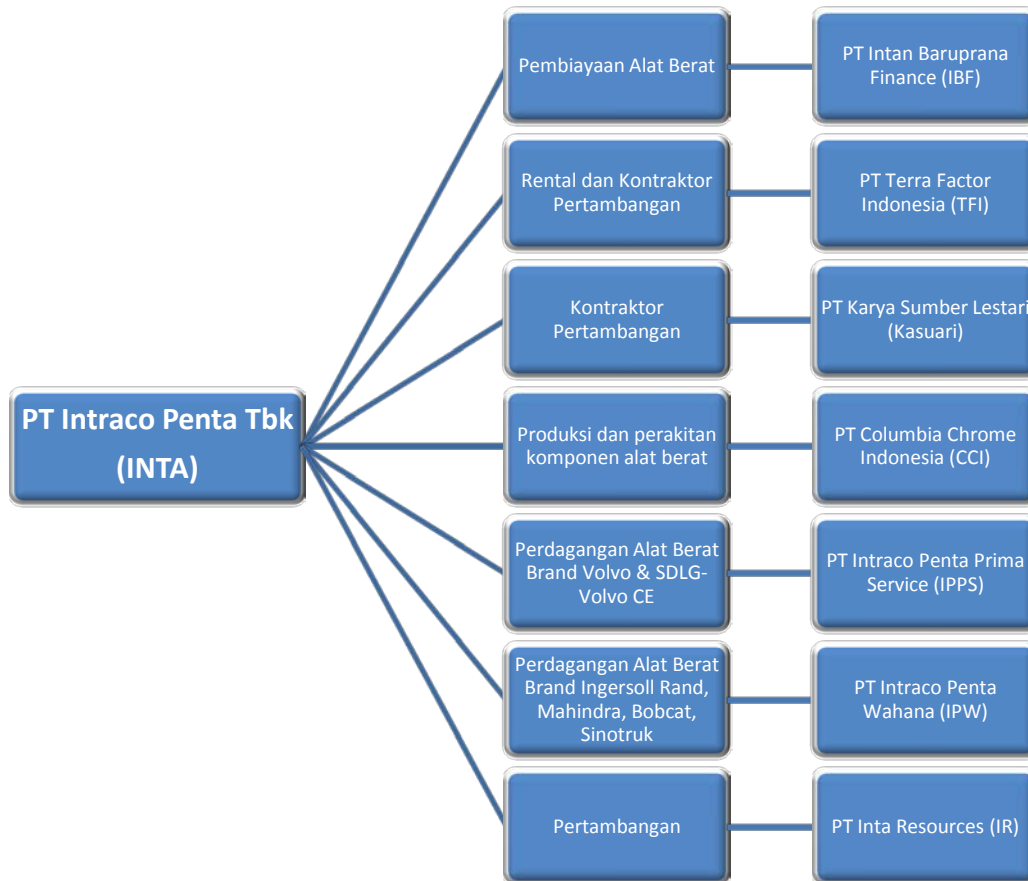 Pembiayaan Alat Berat
PT Intan Baruprana
Finance (IBF)
Rental dan Kontraktor
Pertambangan
PT Terra Factor
Indonesia (TFI)
Kontraktor
Pertambangan
PT Karya Sumber Lestari
(Kasuari)
PT Intraco Penta Tbk
(INTA)
Produksi dan perakitan
komponen alat berat
PT Columbia Chrome
Indonesia (CCI)
Perdagangan Alat Berat
Brand Volvo & SDLG-
Volvo CE
PT Intraco Penta Prima
Service (IPPS)
Perdagangan Alat Berat
Brand Ingersoll Rand,
Mahindra, Bobcat,
Sinotruk
PT Intraco Penta
Wahana (IPW)
Pertambangan
PT Inta Resources (IR)